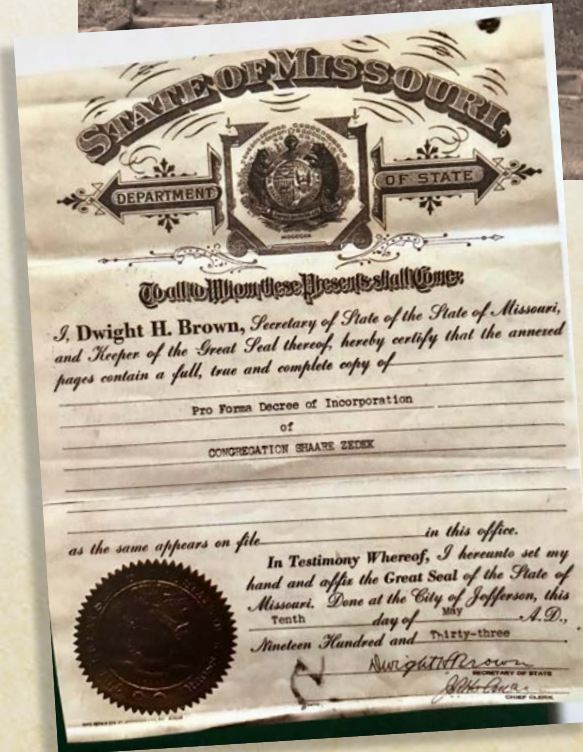 STATE OF MISSOURI,
DEPARTMENT OF STATE
To all to Whom these Presents shall Come:
I, Dwight H. Brown, Secretary of State of the State of Missouri,
and Keeper of the Great Seal thereof, hereby certify that the annexed
pages contain a full, true and complete copy of
Pro Forma Decree of Incorporation
of
CONGREGATION SHAARE ZEDEK
as the same appears on file in this office.
In Testimony Whereof, I hereunto set my
hand and affix the Great Seal of the State of
Missouri. Done at the City of Jefferson, this
Tenth day of May A.D.,
Nineteen Hundred and Thirty-three
Dwight H Brown
SECRETARY OF STATE
CHIEF CLERK